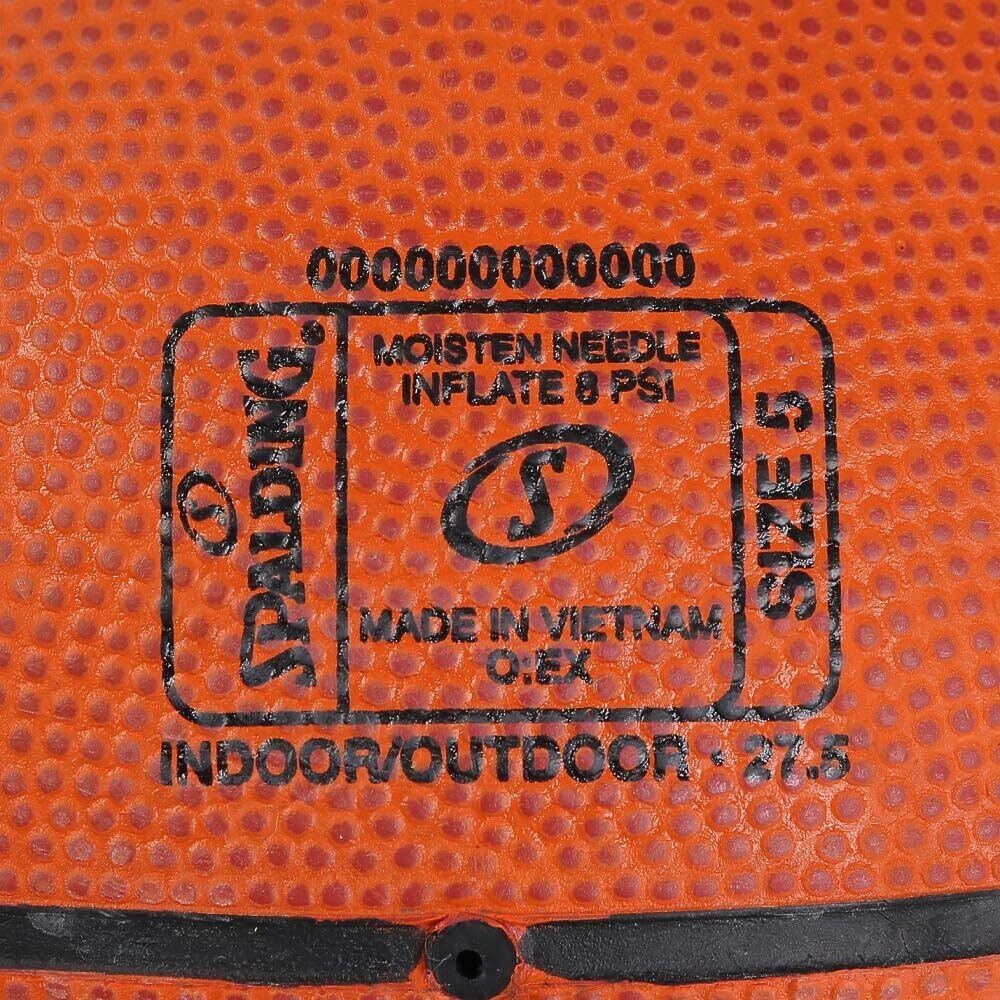 000000000000
SPALDING.
MOISTEN NEEDLE
INFLATE 8 PSI
S
S
MADE IN VIETNAM
O:EX
SIZE 5
INDOOR/OUTDOOR · 27.5